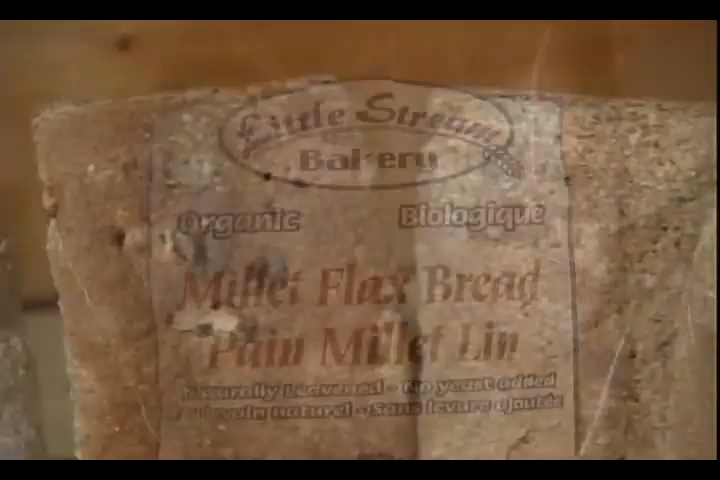 Little Stream
Bakery
Organic Biologique
Millet Flax Bread
Pain Millet Lin
Naturally Leavened - No yeast added
Au levain naturel - Sans levure ajoutée